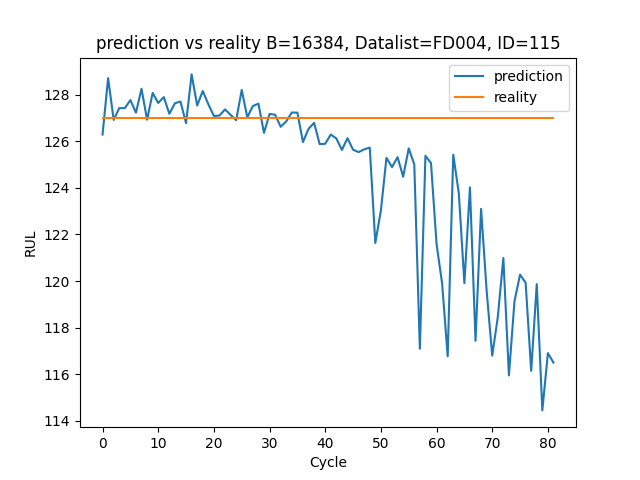 prediction vs reality B=16384, Datalist=FD004, ID=115
prediction
reality
128
126
124
122
120
118
116
114
RUL
0 10 20 30 40 50 60 70 80
Cycle